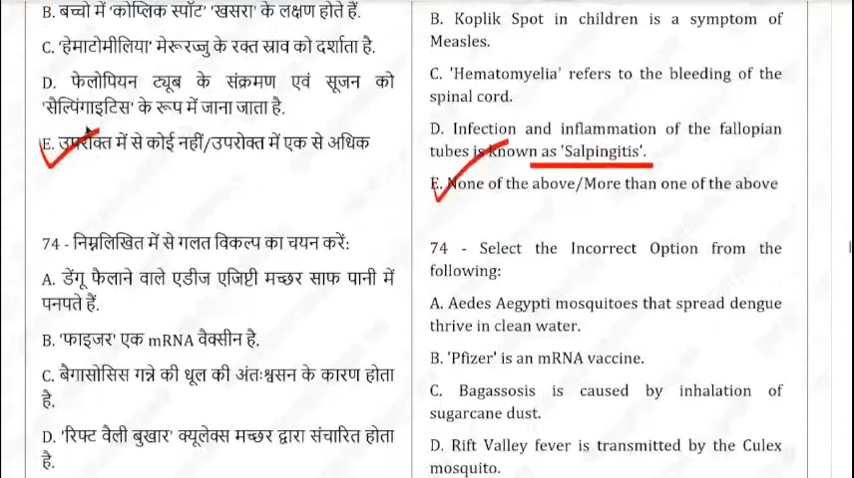 B. बच्चो में 'कोप्लिक स्पॉट' 'खसरा' के लक्षण होते हैं.
C. 'हेमाटोमीलिया' मेरूरज्जु के रक्त स्राव को दर्शाता है.
D. फेलोपियन ट्यूब के संक्रमण एवं सूजन को
'सैल्पिंगाइटिस' के रूप में जाना जाता है.
E. उपरोक्त में से कोई नहीं/उपरोक्त में एक से अधिक
74 - निम्नलिखित में से गलत विकल्प का चयन करें:
A. डेंगू फैलाने वाले एडीज एजिप्टी मच्छर साफ पानी में
पनपते हैं.
B. 'फाइजर' एक mRNA वैक्सीन है.
C. बैगासोसिस गन्ने की धूल की अंतःश्वसन के कारण होता
है.
D. 'रिफ्ट वैली बुखार' क्यूलेक्स मच्छर द्वारा संचारित होता
है.
B. Koplik Spot in children is a symptom of
Measles.
C. 'Hematomyelia' refers to the bleeding of the
spinal cord.
D. Infection and inflammation of the fallopian
tubes is known as 'Salpingitis'.
E. None of the above/More than one of the above
74 - Select the Incorrect Option from the
following:
A. Aedes Aegypti mosquitoes that spread dengue
thrive in clean water.
B. 'Pfizer' is an mRNA vaccine.
C. Bagassosis is caused by inhalation of
sugarcane dust.
D. Rift Valley fever is transmitted by the Culex
mosquito.